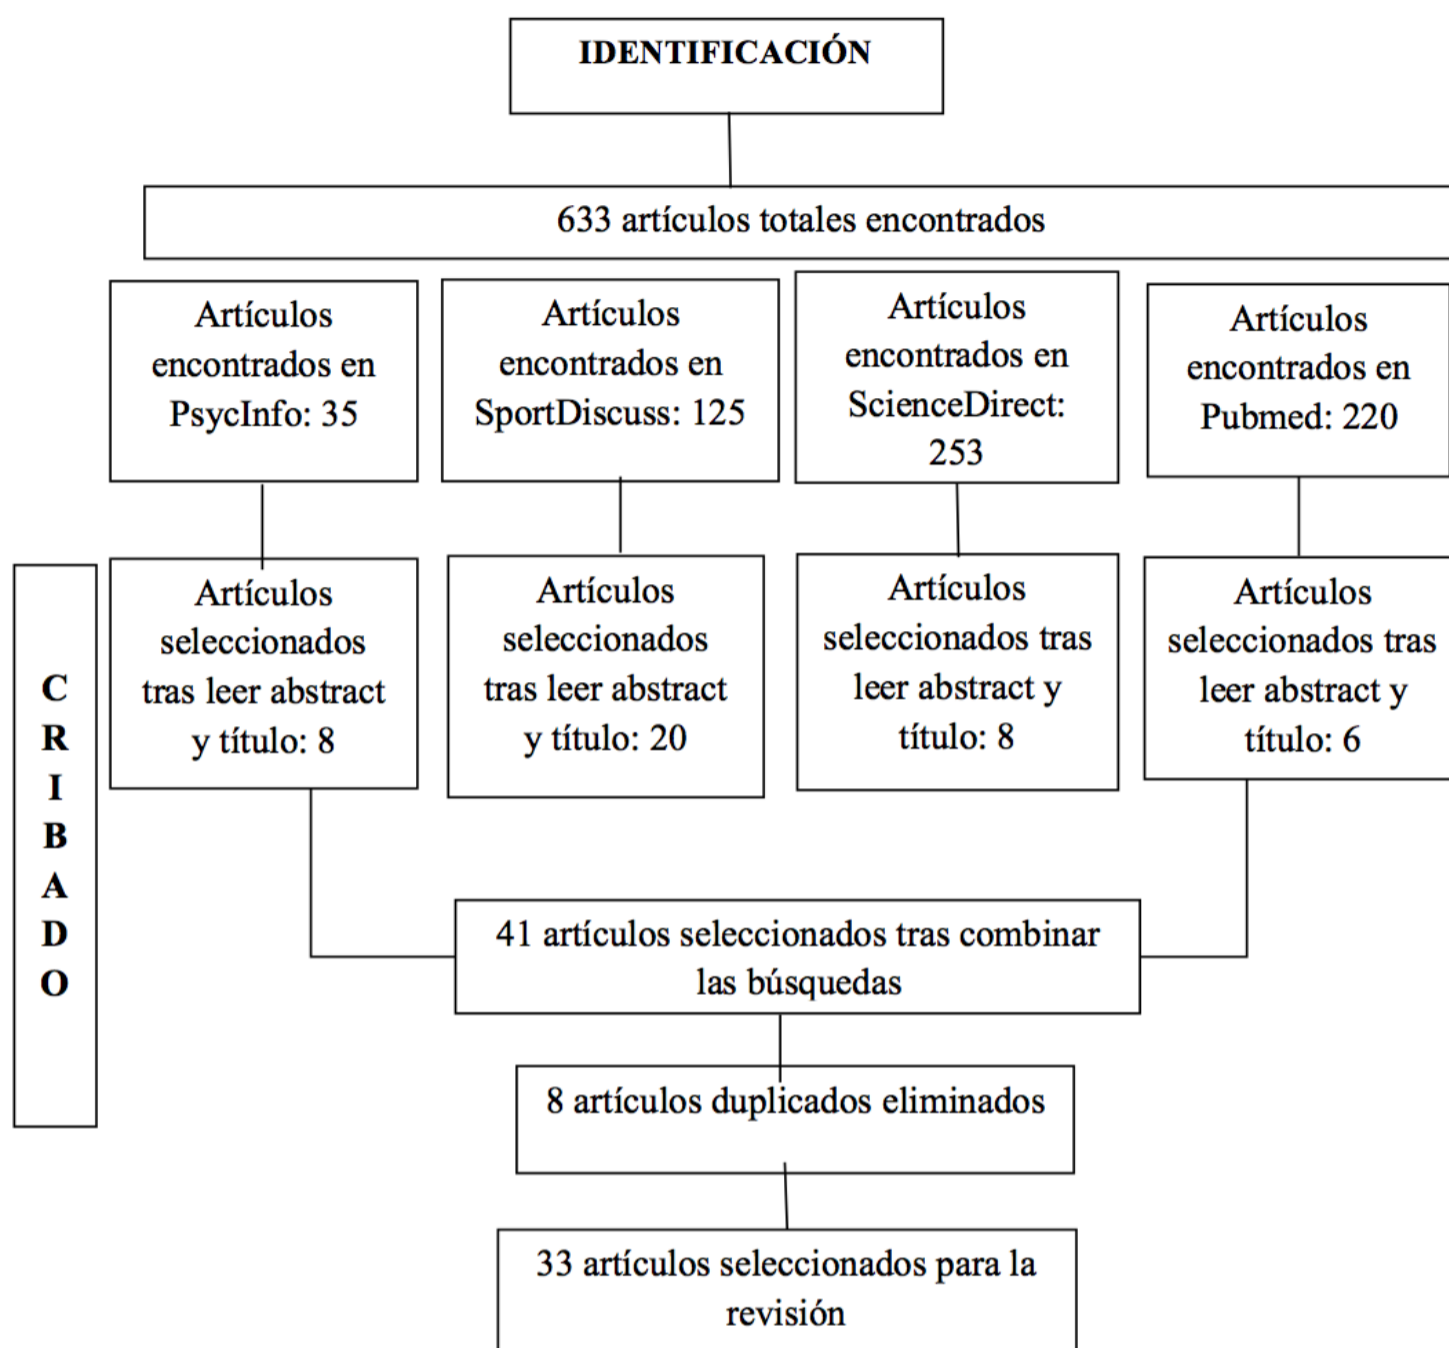 IDENTIFICACIÓN
633 artículos totales encontrados
Artículos
encontrados en
PsycInfo: 35
Artículos
encontrados en
SportDiscuss: 125
Artículos
encontrados en
ScienceDirect:
253
Artículos
encontrados en
Pubmed: 220
C
R
I
B
A
D
O
Artículos
seleccionados
tras leer abstract
y título: 8
Artículos
seleccionados
tras leer abstract
y título: 20
Artículos
seleccionados tras
leer abstract y
título: 8
Artículos
seleccionados tras
leer abstract y
título: 6
41 artículos seleccionados tras combinar
las búsquedas
8 artículos duplicados eliminados
33 artículos seleccionados para la
revisión